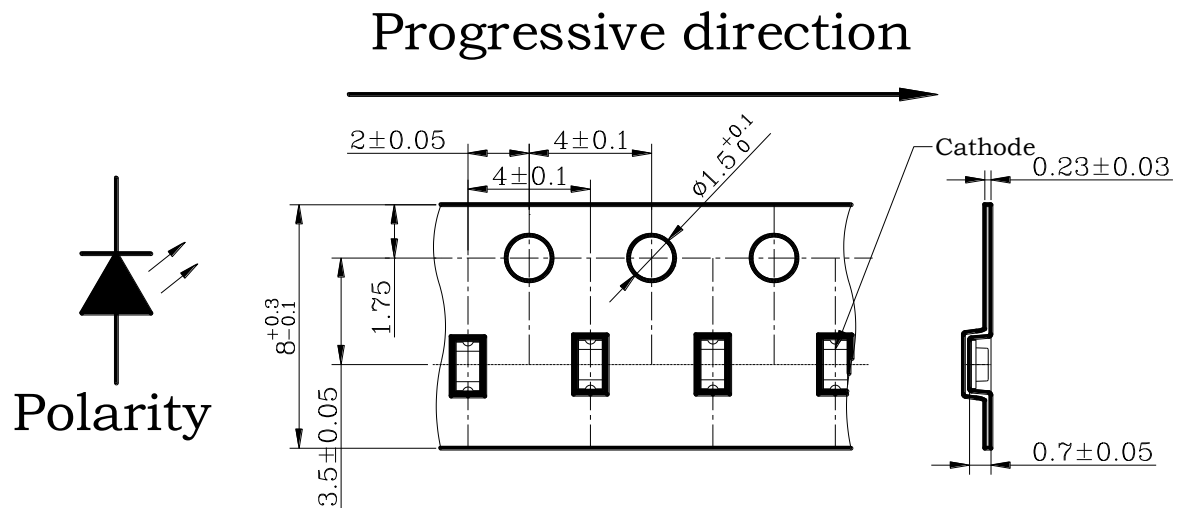 Progressive direction
2±0.05
4±0.1
4±0.1
ø1.5 +0.1 0
Cathode
0.23±0.03
8 +0.3 -0.1
1.75
3.5±0.05
0.7±0.05
Polarity